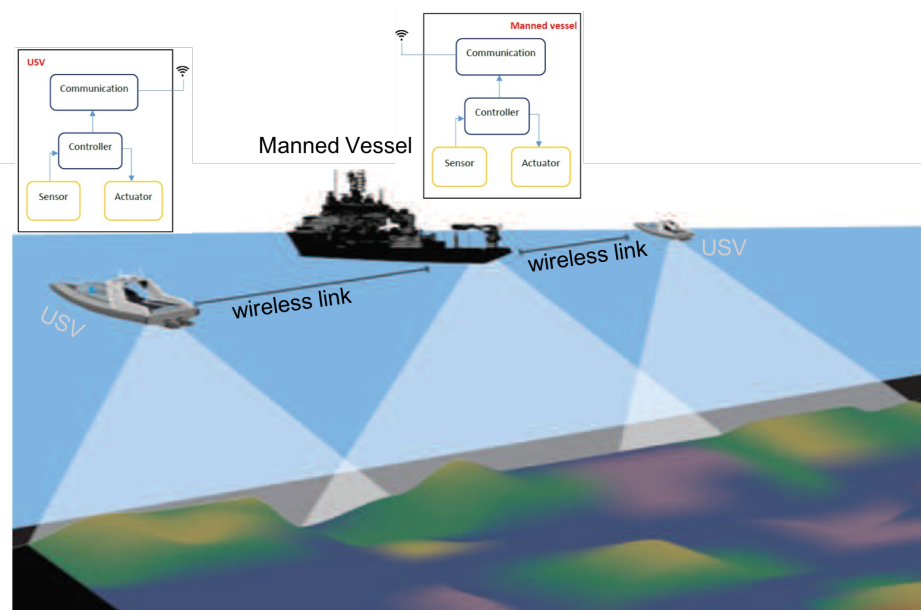 USV
Communication
Controller
Sensor
Actuator
Manned vessel
Communication
Controller
Sensor
Actuator
Manned Vessel
USV
wireless link
wireless link
USV